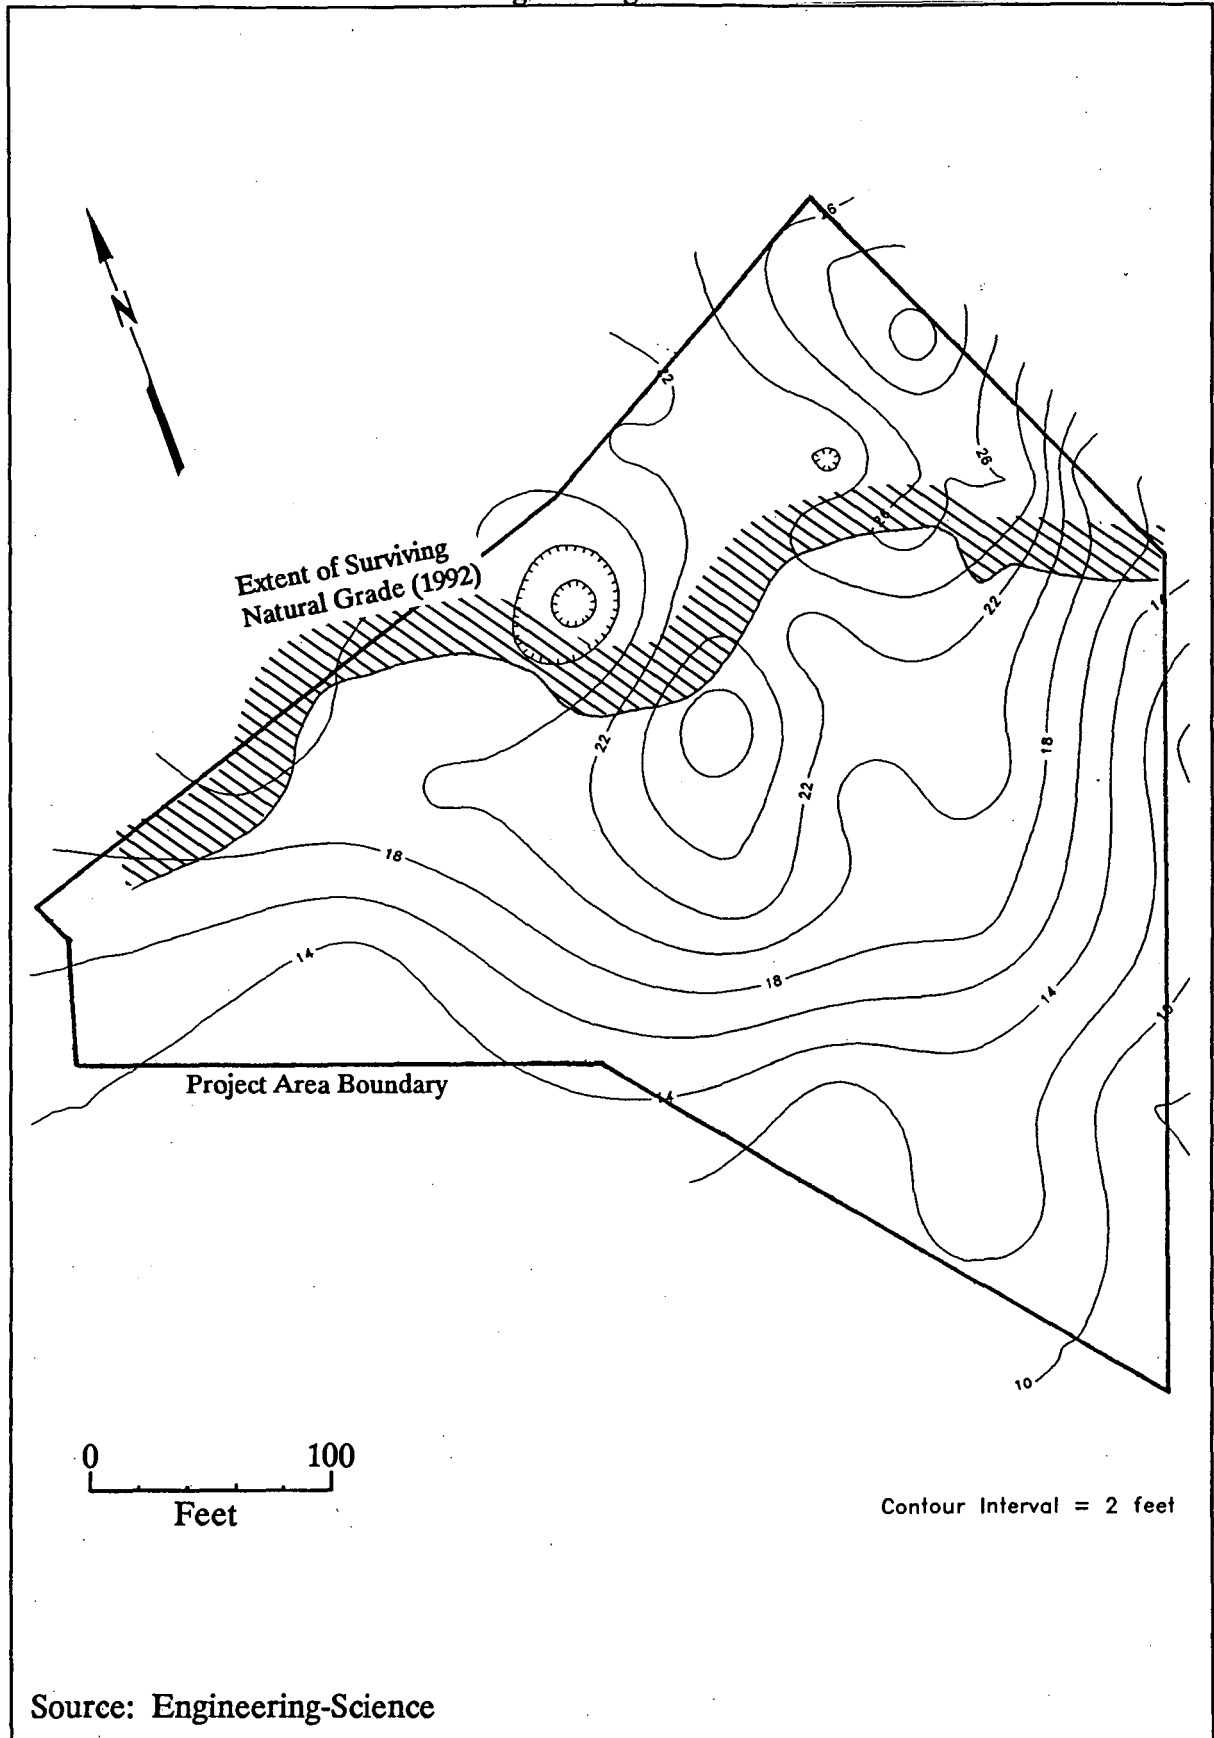 26
22
N
26
Extent of Surviving
Natural Grade (1992)
26
22
22
18
22
18
18
14
14
14
Project Area Boundary
10
0 100
Feet
Contour Interval = 2 feet
Source: Engineering-Science